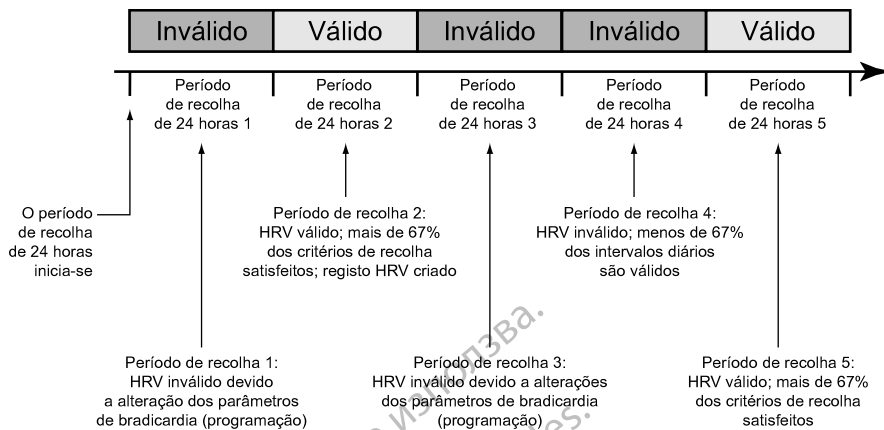 Inválido Válido Inválido Inválido Válido
Período
de recolha
de 24 horas 1
Período
de recolha
de 24 horas 2
Período
de recolha
de 24 horas 3
Período
de recolha
de 24 horas 4
Período
de recolha
de 24 horas 5
O período
de recolha
de 24 horas
inicia-se
Período de recolha 2:
HRV válido; mais de 67%
dos critérios de recolha
satisfeitos; registo HRV criado
Período de recolha 4:
HRV inválido; menos de 67%
dos intervalos diários
são válidos
Período de recolha 1:
HRV inválido devido
a alteração dos parâmetros
de bradicardia (programação)
Período de recolha 3:
HRV inválido devido a alterações
dos parâmetros de bradicardia
(programação)
Período de recolha 5:
HRV válido; mais de 67%
dos critérios de recolha
satisfeitos